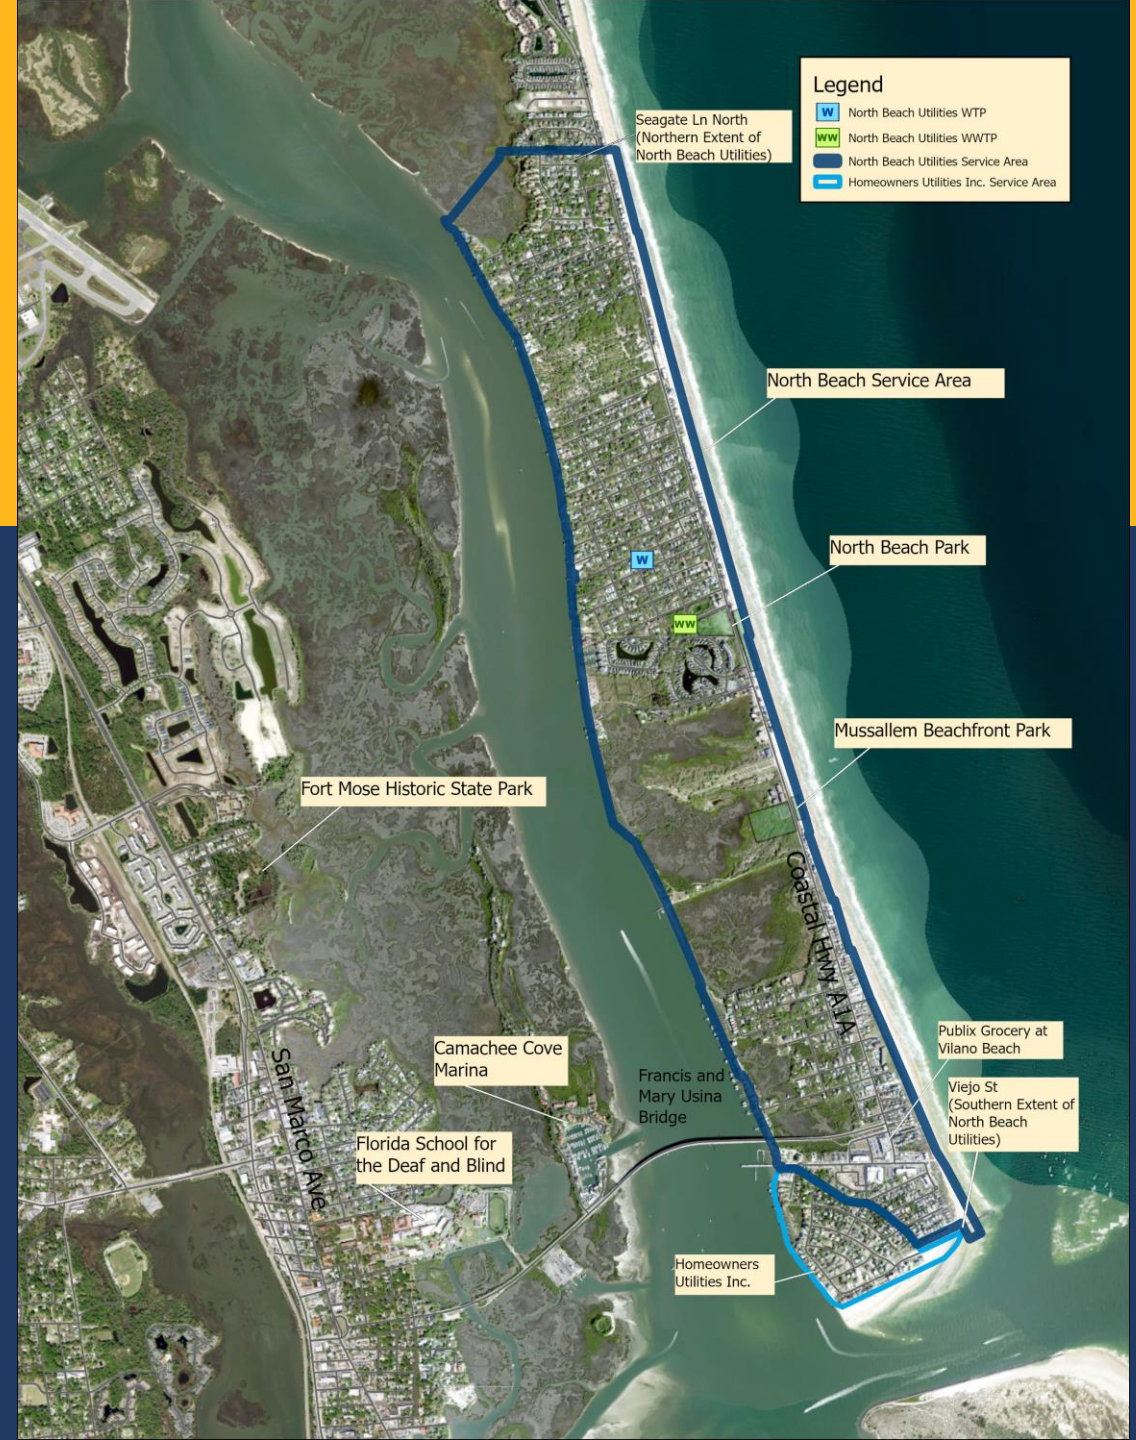 Legend
W North Beach Utilities WTP
WW North Beach Utilities WWTP
North Beach Utilities Service Area
Homeowners Utilities Inc. Service Area
Seagate Ln North
(Northern Extent of
North Beach Utilities)
North Beach Service Area
North Beach Park
W
WW
Mussallem Beachfront Park
Fort Mose Historic State Park
Coastal Hwy A1A
Publix Grocery at
Vilano Beach
Camachee Cove
Marina
Francis and
Mary Usina
Bridge
Viejo St
(Southern Extent of
North Beach
Utilities)
San Marco Ave
Florida School for
the Deaf and Blind
Homeowners
Utilities Inc.